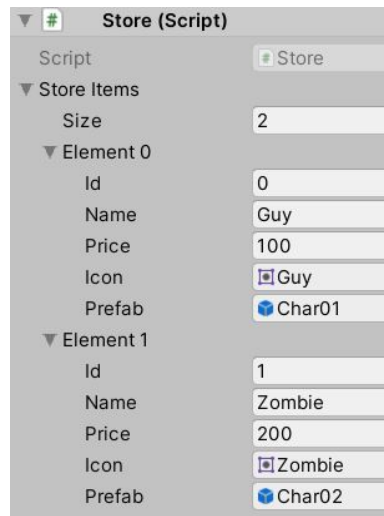 # Store (Script)
Script # Store
Store Items
Size 2
Element 0
Id 0
Name Guy
Price 100
Icon Guy
Prefab Char01
Element 1
Id 1
Name Zombie
Price 200
Icon Zombie
Prefab Char02